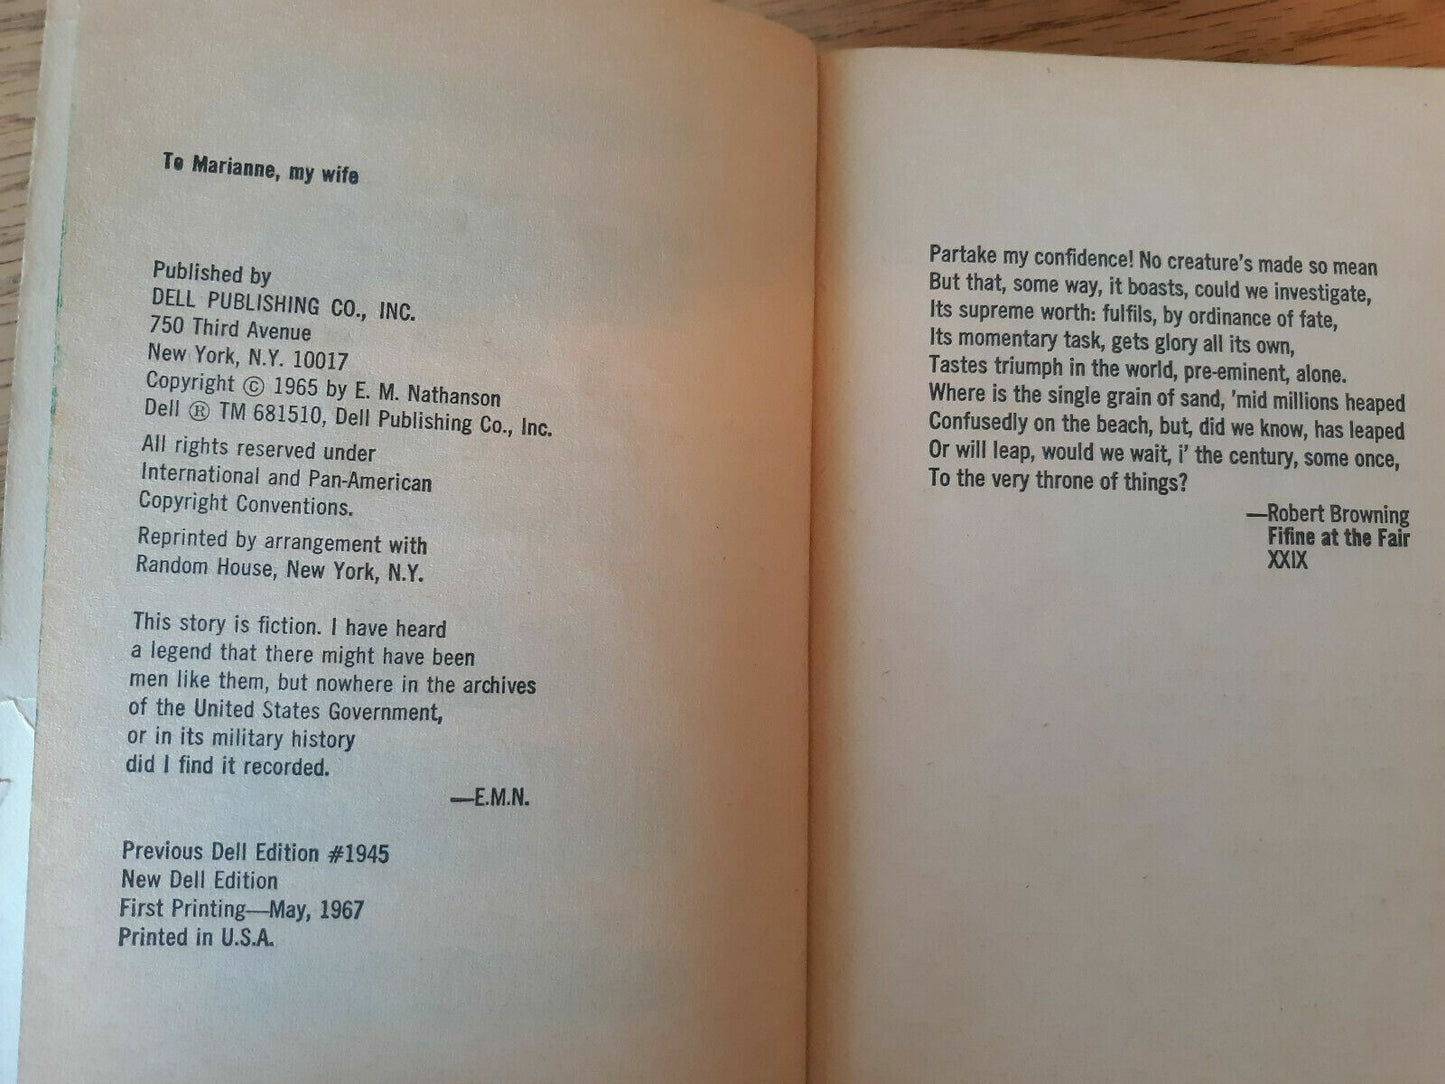 To Marianne, my wife
Published by
DELL PUBLISHING CO., INC.
750 Third Avenue
New York, N.Y. 10017
Copyright © 1965 by E. M. Nathanson
Dell ® TM 681510, Dell Publishing Co., Inc.
All rights reserved under
International and Pan-American
Copyright Conventions.
Reprinted by arrangement with
Random House, New York, N.Y.
This story is fiction. I have heard
a legend that there might have been
men like them, but nowhere in the archives
of the United States Government,
or in its military history
did I find it recorded.
—E.M.N.
Previous Dell Edition #1945
New Dell Edition
First Printing—May, 1967
Printed in U.S.A.
Partake my confidence! No creature's made so mean
But that, some way, it boasts, could we investigate,
Its supreme worth: fulfils, by ordinance of fate,
Its momentary task, gets glory all its own,
Tastes triumph in the world, pre-eminent, alone.
Where is the single grain of sand, 'mid millions heaped
Confusedly on the beach, but, did we know, has leaped
Or will leap, would we wait, i' the century, some once,
To the very throne of things?
—Robert Browning
Fifine at the Fair
XXIX